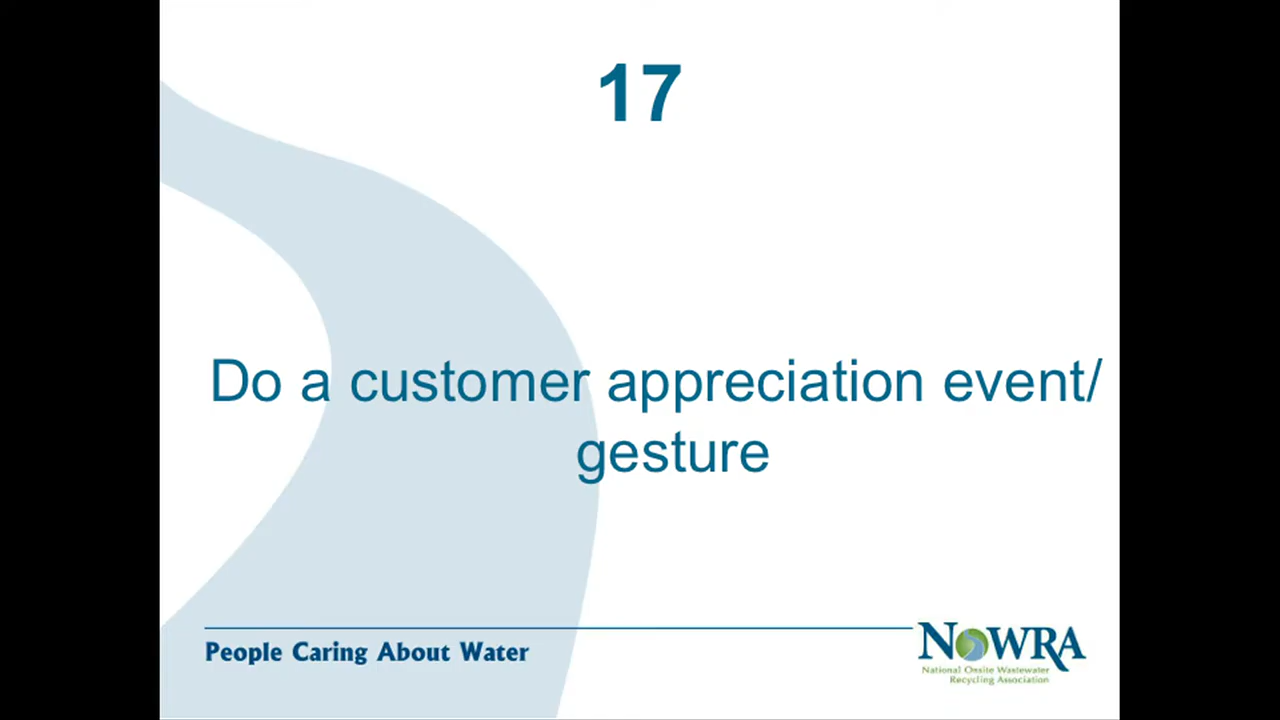 17
Do a customer appreciation event/
gesture
People Caring About Water
NOWRA
National Onsite Wastewater
Recycling Association